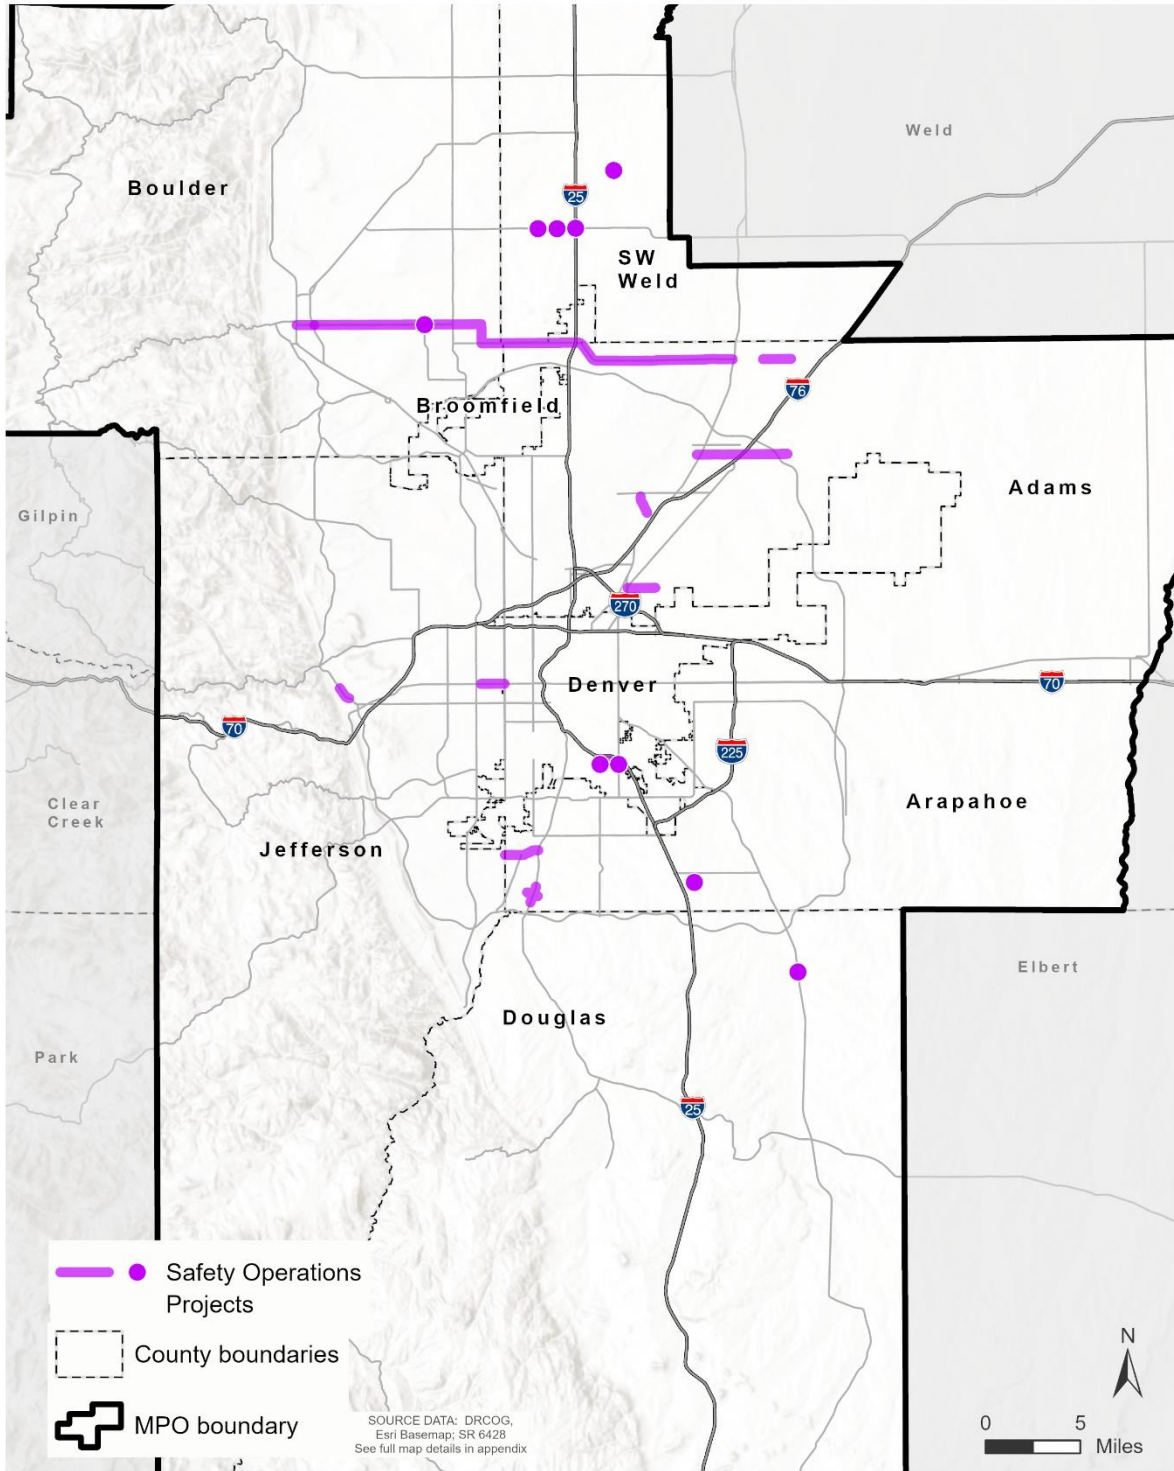 Weld
Boulder
25
SW
Weld
76
Broomfield
Adams
Gilpin
270
Denver
70
70
225
Clear
Creek
Arapahoe
Jefferson
Elbert
Douglas
Park
25
Safety Operations
Projects
County boundaries
MPO boundary
SOURCE DATA: DRCOG,
Esri Basemap; SR 6428
See full map details in appendix
N
0 5
Miles